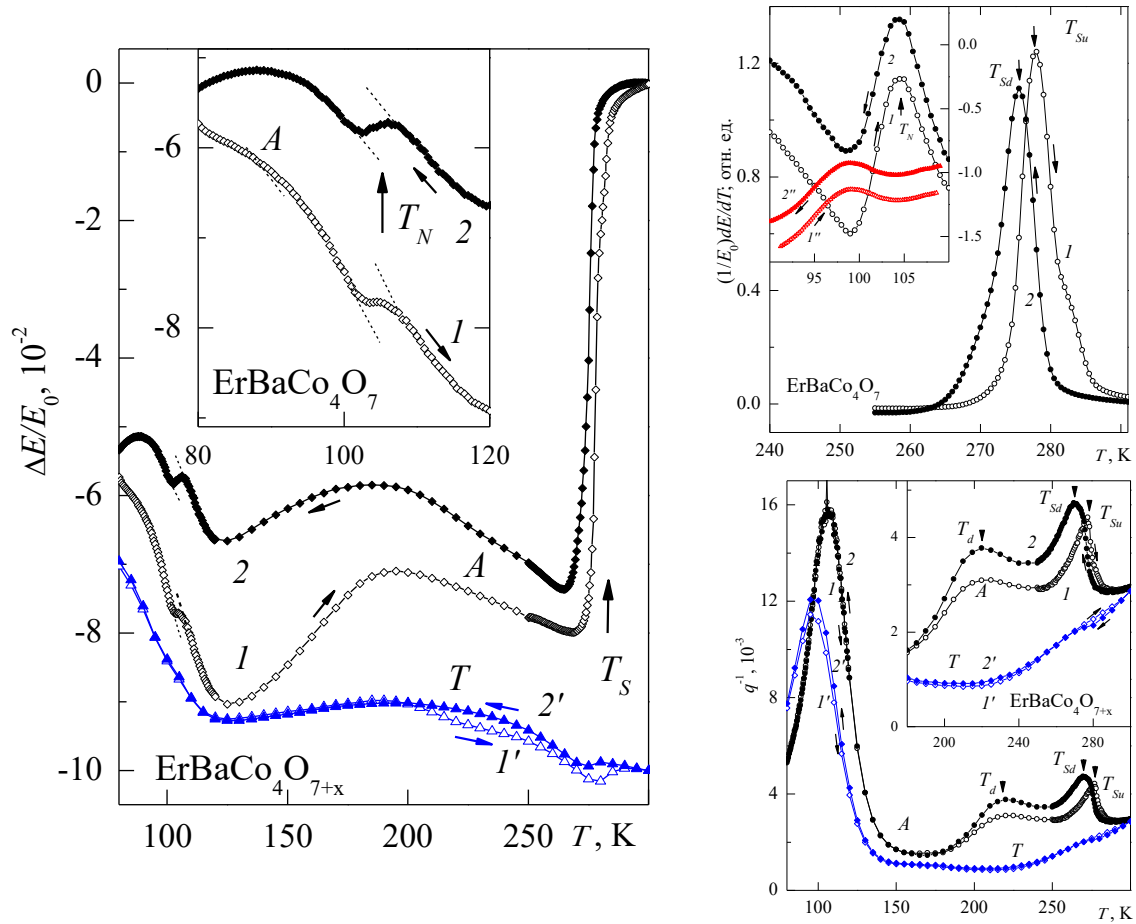 0
-2
-4
-6
-8
-10
ΔE/E₀, 10⁻²
100
150
200
250
T, K
-6
-8
80
100
120
A
T_N
2
1
ErBaCo₄O₇
A
2
1
T
2'
1'
T_S
ErBaCo₄O₇₊ₓ
1.2
0.8
0.4
0.0
(1/E₀)dE/dT; отн. ед.
240
250
260
270
280
T, K
0.0
-0.5
-1.0
-1.5
95
100
105
2
1
T_N
2''
1''
T_Su
T_Sd
1
2
ErBaCo₄O₇
16
12
8
4
0
q⁻¹, 10⁻³
100
150
200
250
T, K
2
1
2'
1'
A
T_d
T_Sd
T_Su
T
4
2
0
200
240
280
T_d
T_Sd
T_Su
2
A
1
T
2'
1'
ErBaCo₄O₇₊ₓ